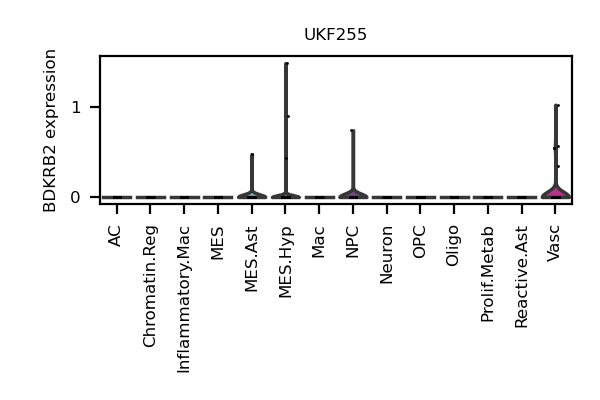 UKF255
BDKRB2 expression
1
0
AC
Chromatin.Reg
Inflammatory.Mac
MES
MES.Ast
MES.Hyp
Mac
NPC
Neuron
OPC
Oligo
Prolif.Metab
Reactive.Ast
Vasc